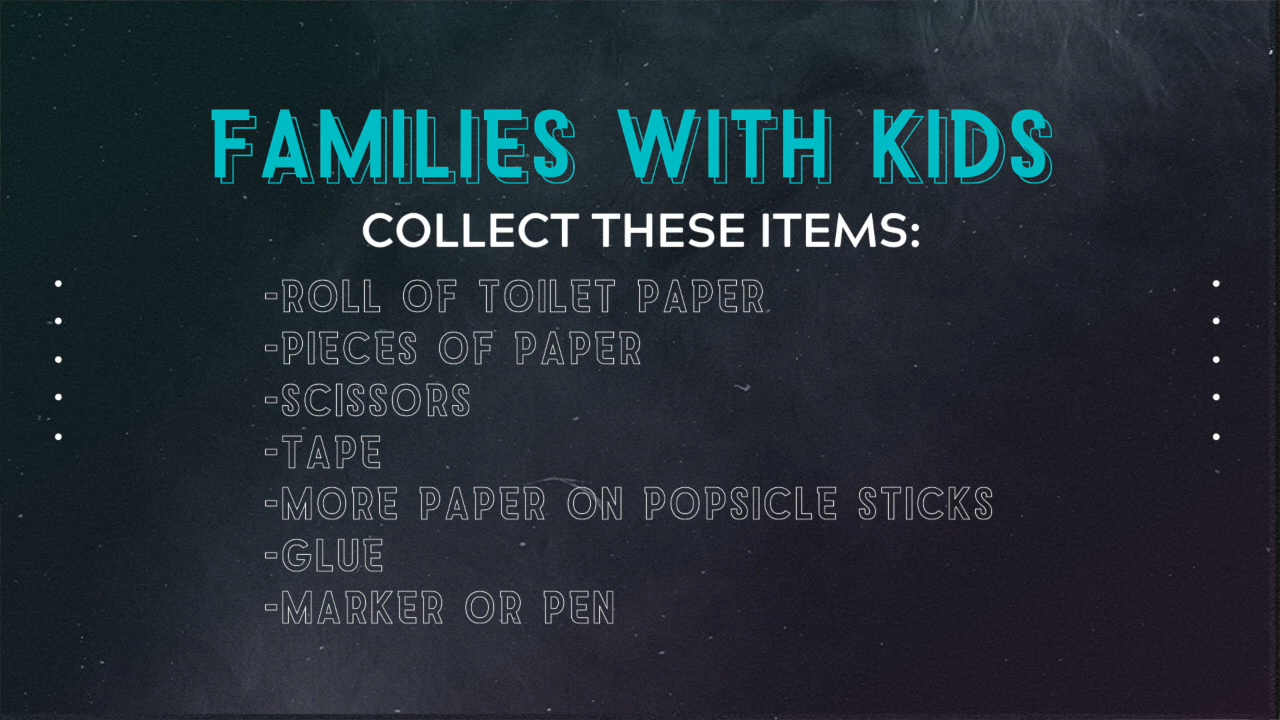 FAMILIES WITH KIDS
COLLECT THESE ITEMS:
-ROLL OF TOILET PAPER
-PIECES OF PAPER
-SCISSORS
-TAPE
-MORE PAPER ON POPSICLE STICKS
-GLUE
-MARKER OR PEN